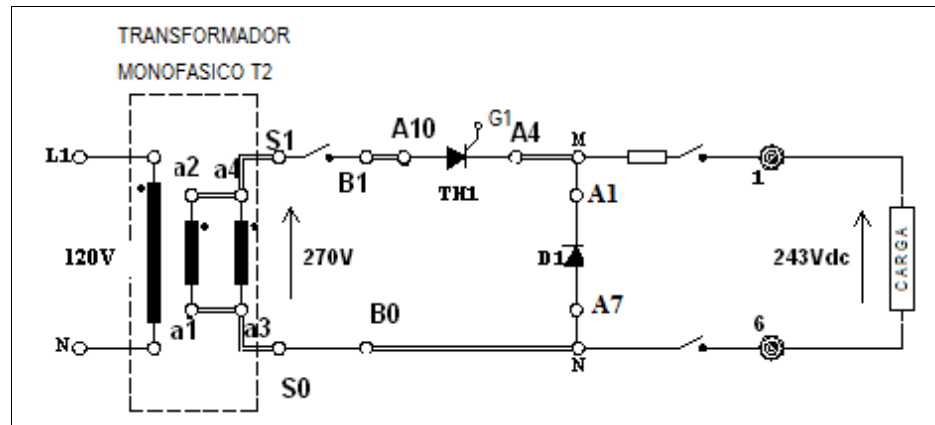 TRANSFORMADOR
MONOFASICO T2
L1
a2
a4
S1
B1
A10
TH1
G1
A4
M
1
A1
120V
270V
D1
243Vdc
CARGA
N
a1
a3
S0
B0
A7
N
6